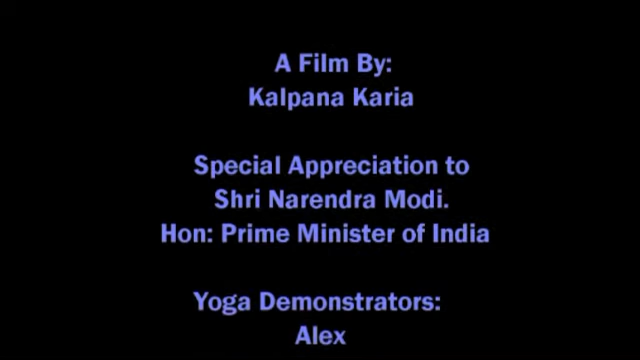 A Film By:
Kalpana Karia
Special Appreciation to
Shri Narendra Modi.
Hon: Prime Minister of India
Yoga Demonstrators:
Alex